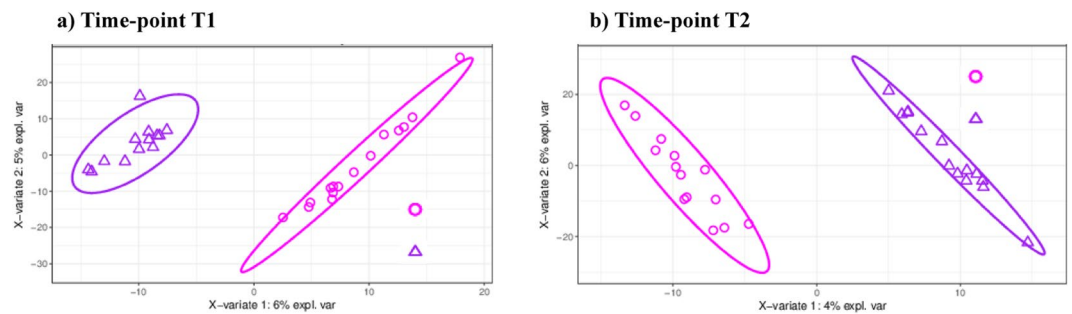 a) Time-point T1
b) Time-point T2
X−variate 2: 5% expl. var
20
10
0
−10
−20
−30
−10
0
10
20
X−variate 1: 6% expl. var
X−variate 2: 6% expl. var
20
0
−20
−10
0
10
X−variate 1: 4% expl. var